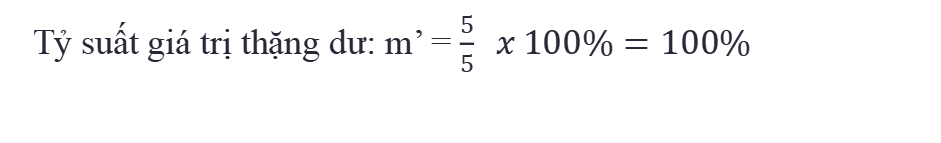 Tỷ suất giá trị thặng dư: m’ = 5/5 x 100% = 100%